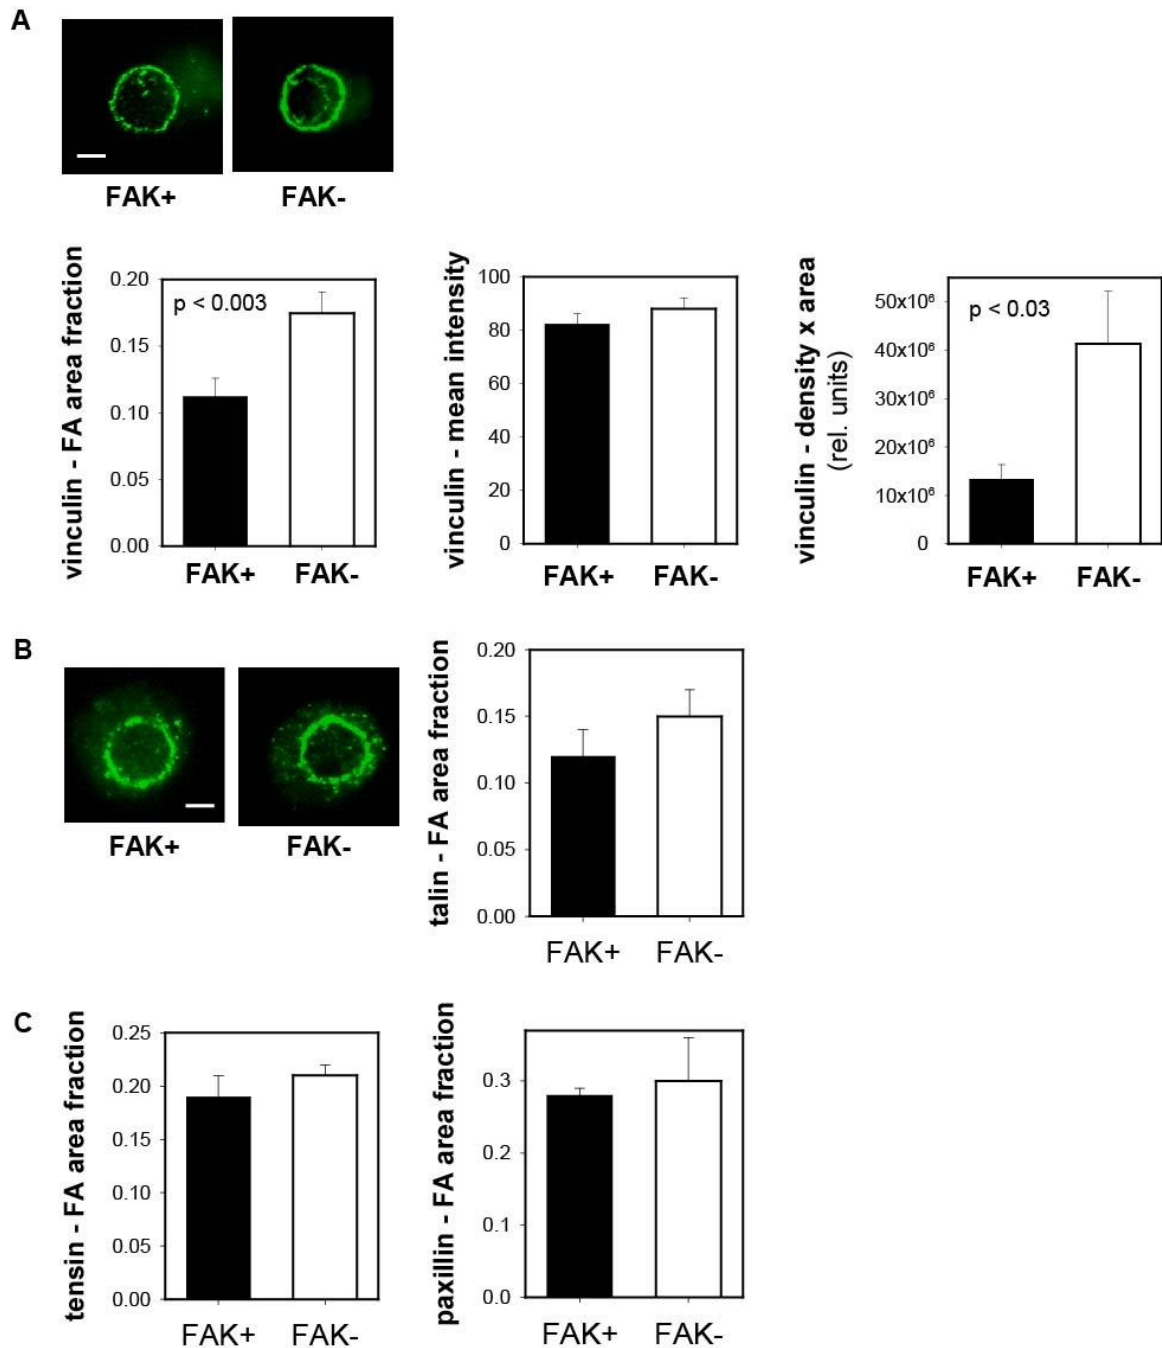 A
FAK+ FAK-
vinculin - FA area fraction
0.20
0.15
0.10
0.05
0.00
p < 0.003
FAK+ FAK-
vinculin - mean intensity
100
80
60
40
20
0
FAK+ FAK-
vinculin - density x area
(rel. units)
50x10⁶
40x10⁶
30x10⁶
20x10⁶
10x10⁶
0
p < 0.03
FAK+ FAK-
B
FAK+ FAK-
talin - FA area fraction
0.20
0.15
0.10
0.05
0.00
FAK+ FAK-
C
tensin - FA area fraction
0.25
0.20
0.15
0.10
0.05
0.00
FAK+ FAK-
paxillin - FA area fraction
0.3
0.2
0.1
0.0
FAK+ FAK-